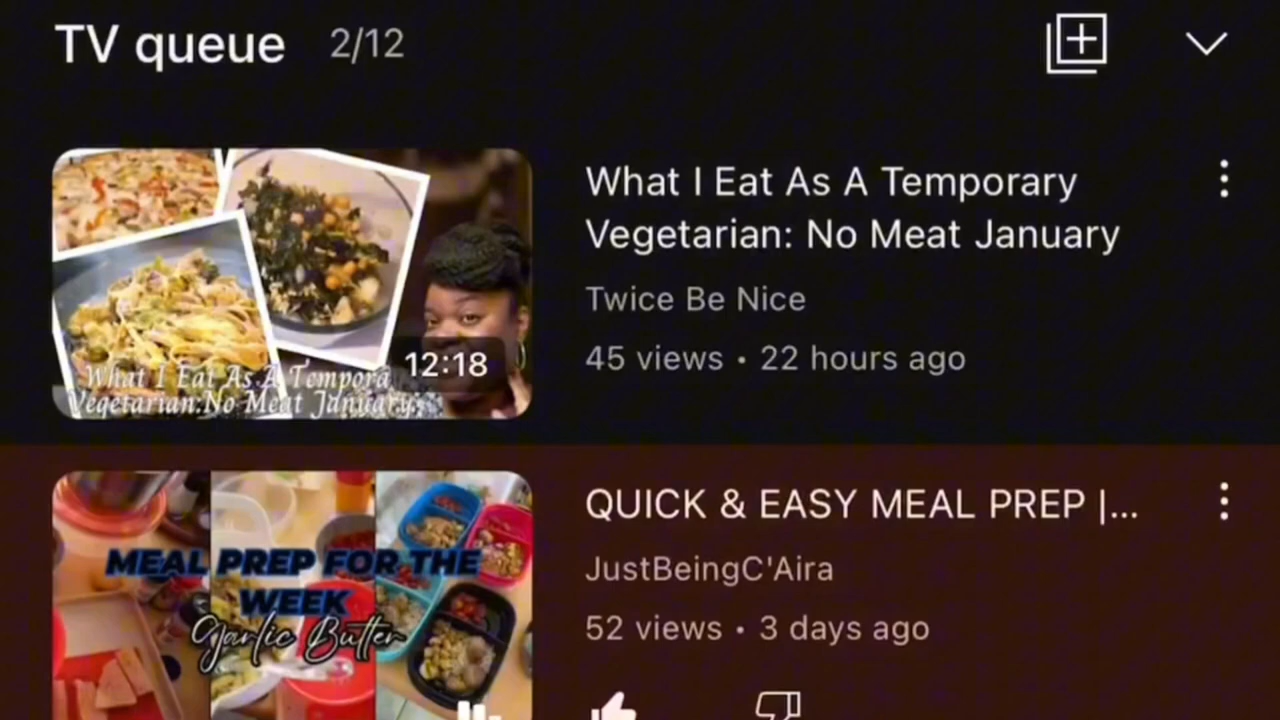 TV queue 2/12
What I Eat As A Temporary
Vegetarian: No Meat January
Twice Be Nice
45 views • 22 hours ago
12:18
What I Eat As A Tempora
Vegetarian:No Meat January
QUICK & EASY MEAL PREP |...
JustBeingC'Aira
52 views • 3 days ago
MEAL PREP FOR THE
WEEK
Garlic Butter